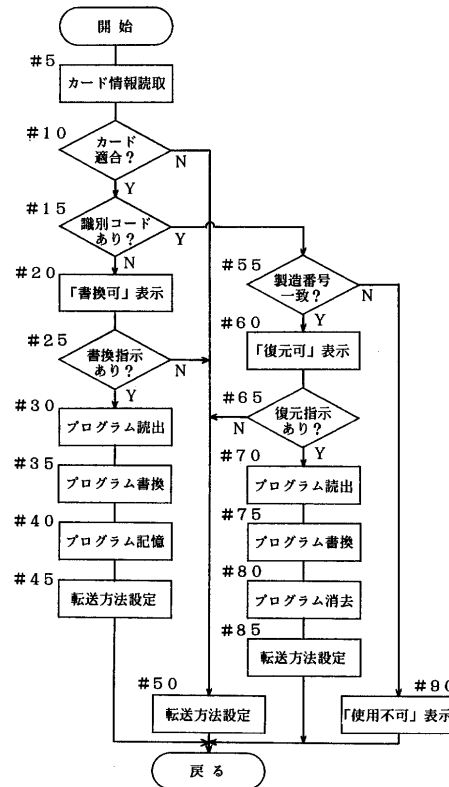 開 始
#5
カード情報読取
#10
カード
適合?
N
Y
#15
識別コード
あり?
Y
N
#20
「書換可」表示
#25
書換指示
あり?
N
Y
#30
プログラム読出
#35
プログラム書換
#40
プログラム記憶
#45
転送方法設定
#50
転送方法設定
#55
製造番号
一致?
N
Y
#60
「復元可」表示
#65
復元指示
あり?
N
Y
#70
プログラム読出
#75
プログラム書換
#80
プログラム消去
#85
転送方法設定
#90
「使用不可」表示
戻 る